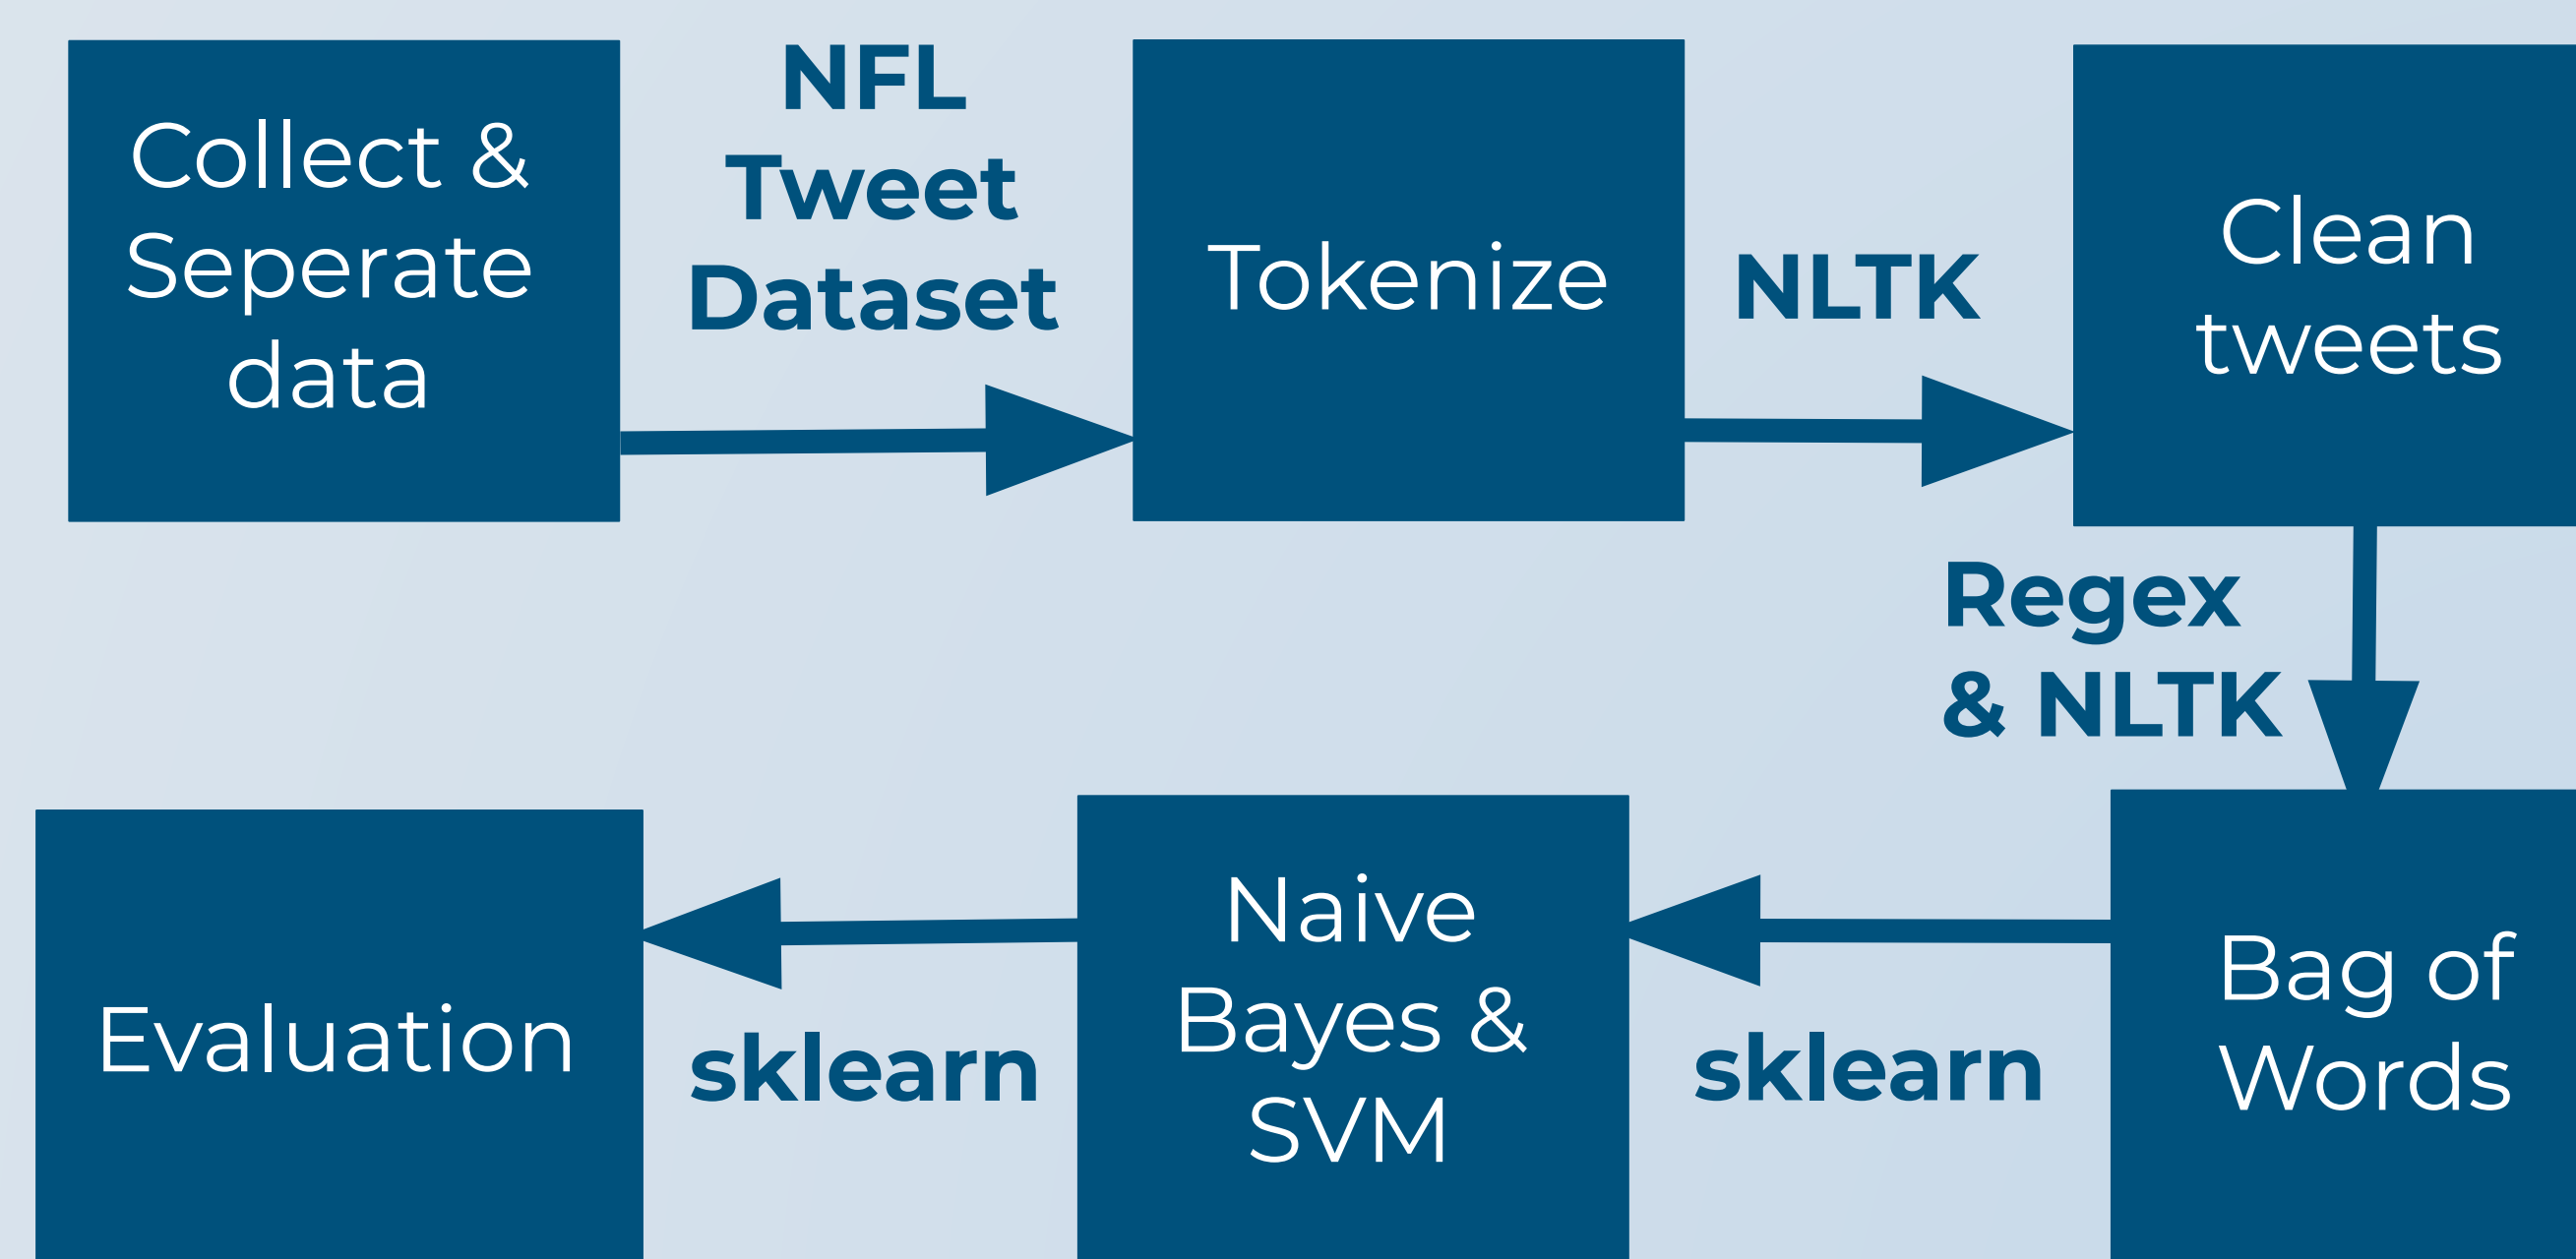 Collect &
Seperate
data
NFL
Tweet
Dataset
Tokenize
NLTK
Clean
tweets
Regex
& NLTK
Bag of
Words
sklearn
Naive
Bayes &
SVM
sklearn
Evaluation